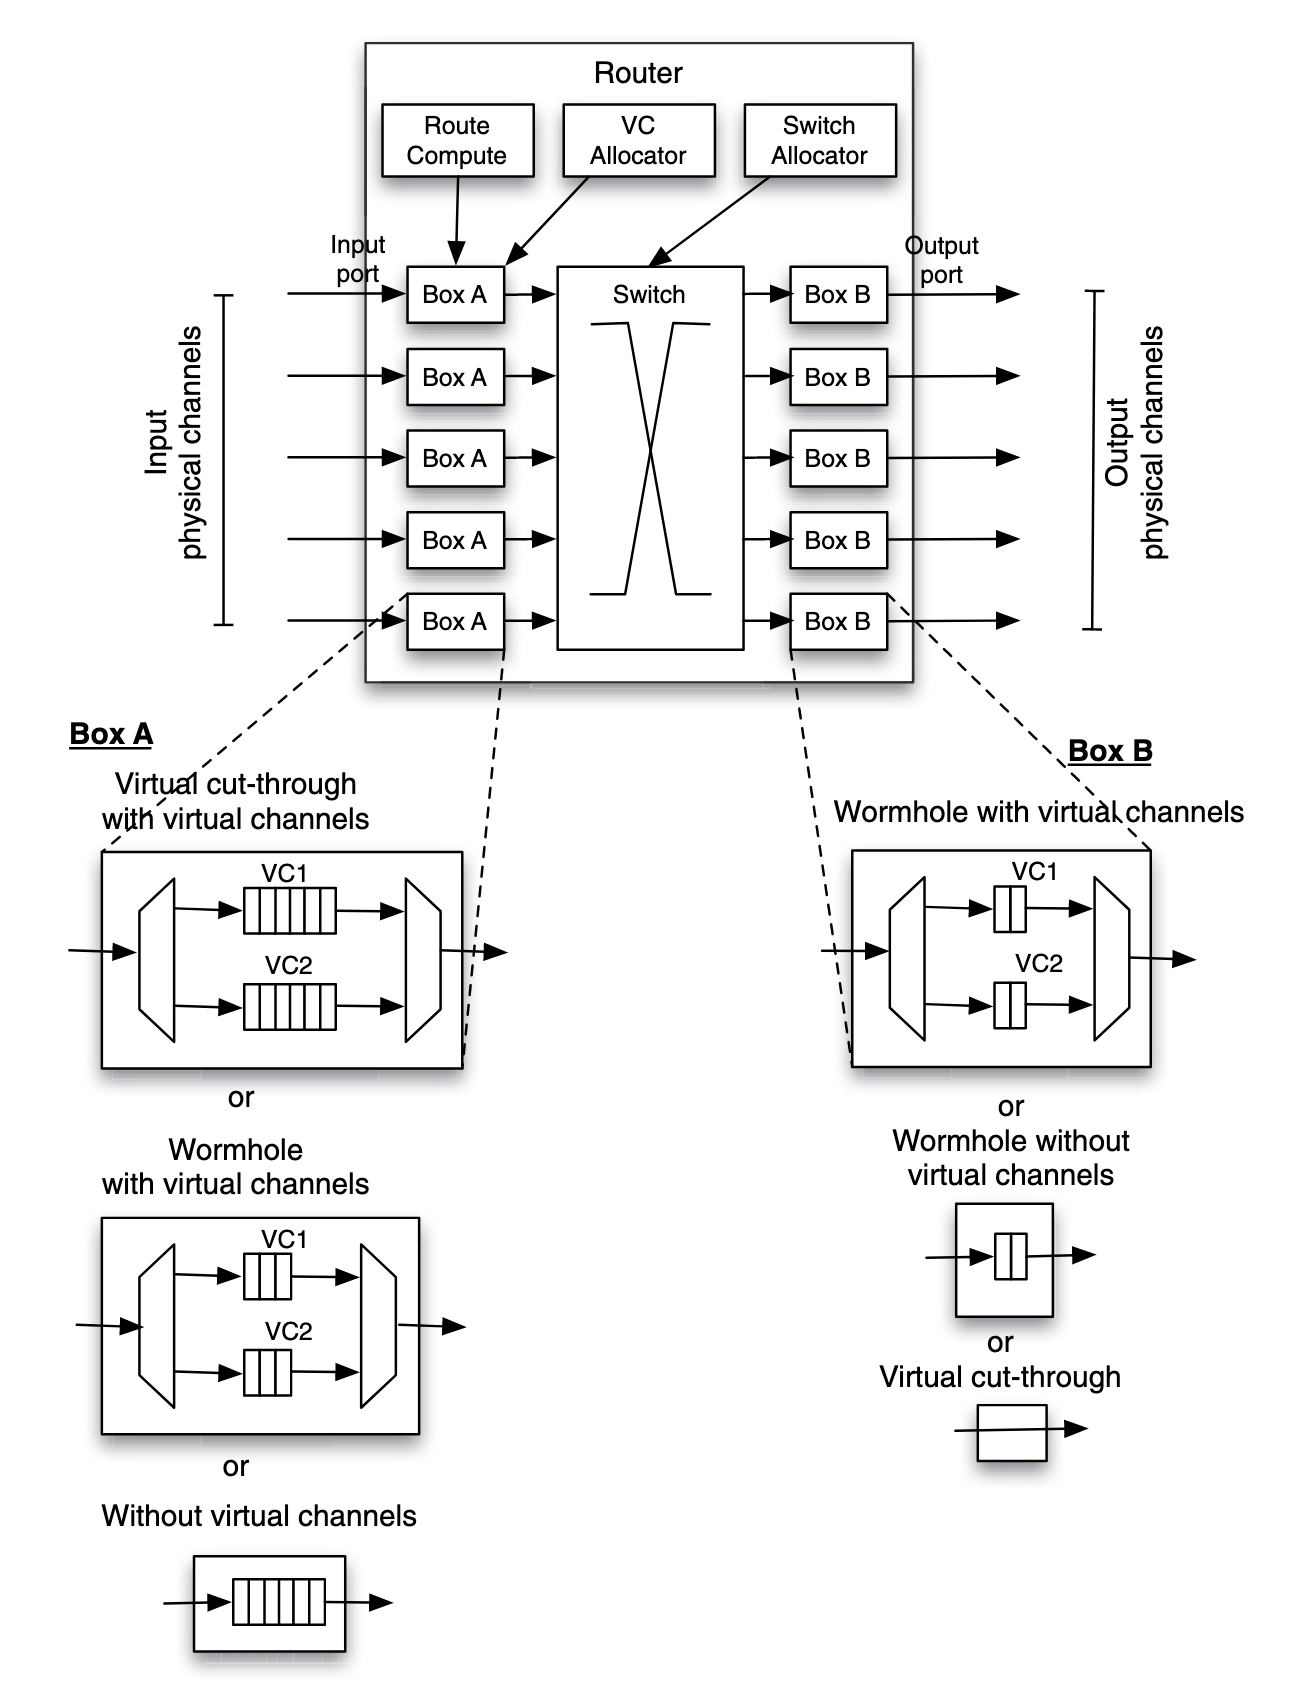 Router
Route
Compute
VC
Allocator
Switch
Allocator
Input
port
Output
port
Box A
Switch
Box B
Box A
Box B
Box A
Box B
Box A
Box B
Box A
Box B
Input
physical channels
Output
physical channels
Box A
Virtual cut-through
with virtual channels
VC1
VC2
or
Wormhole
with virtual channels
VC1
VC2
or
Without virtual channels
Box B
Wormhole with virtual channels
VC1
VC2
or
Wormhole without
virtual channels
or
Virtual cut-through